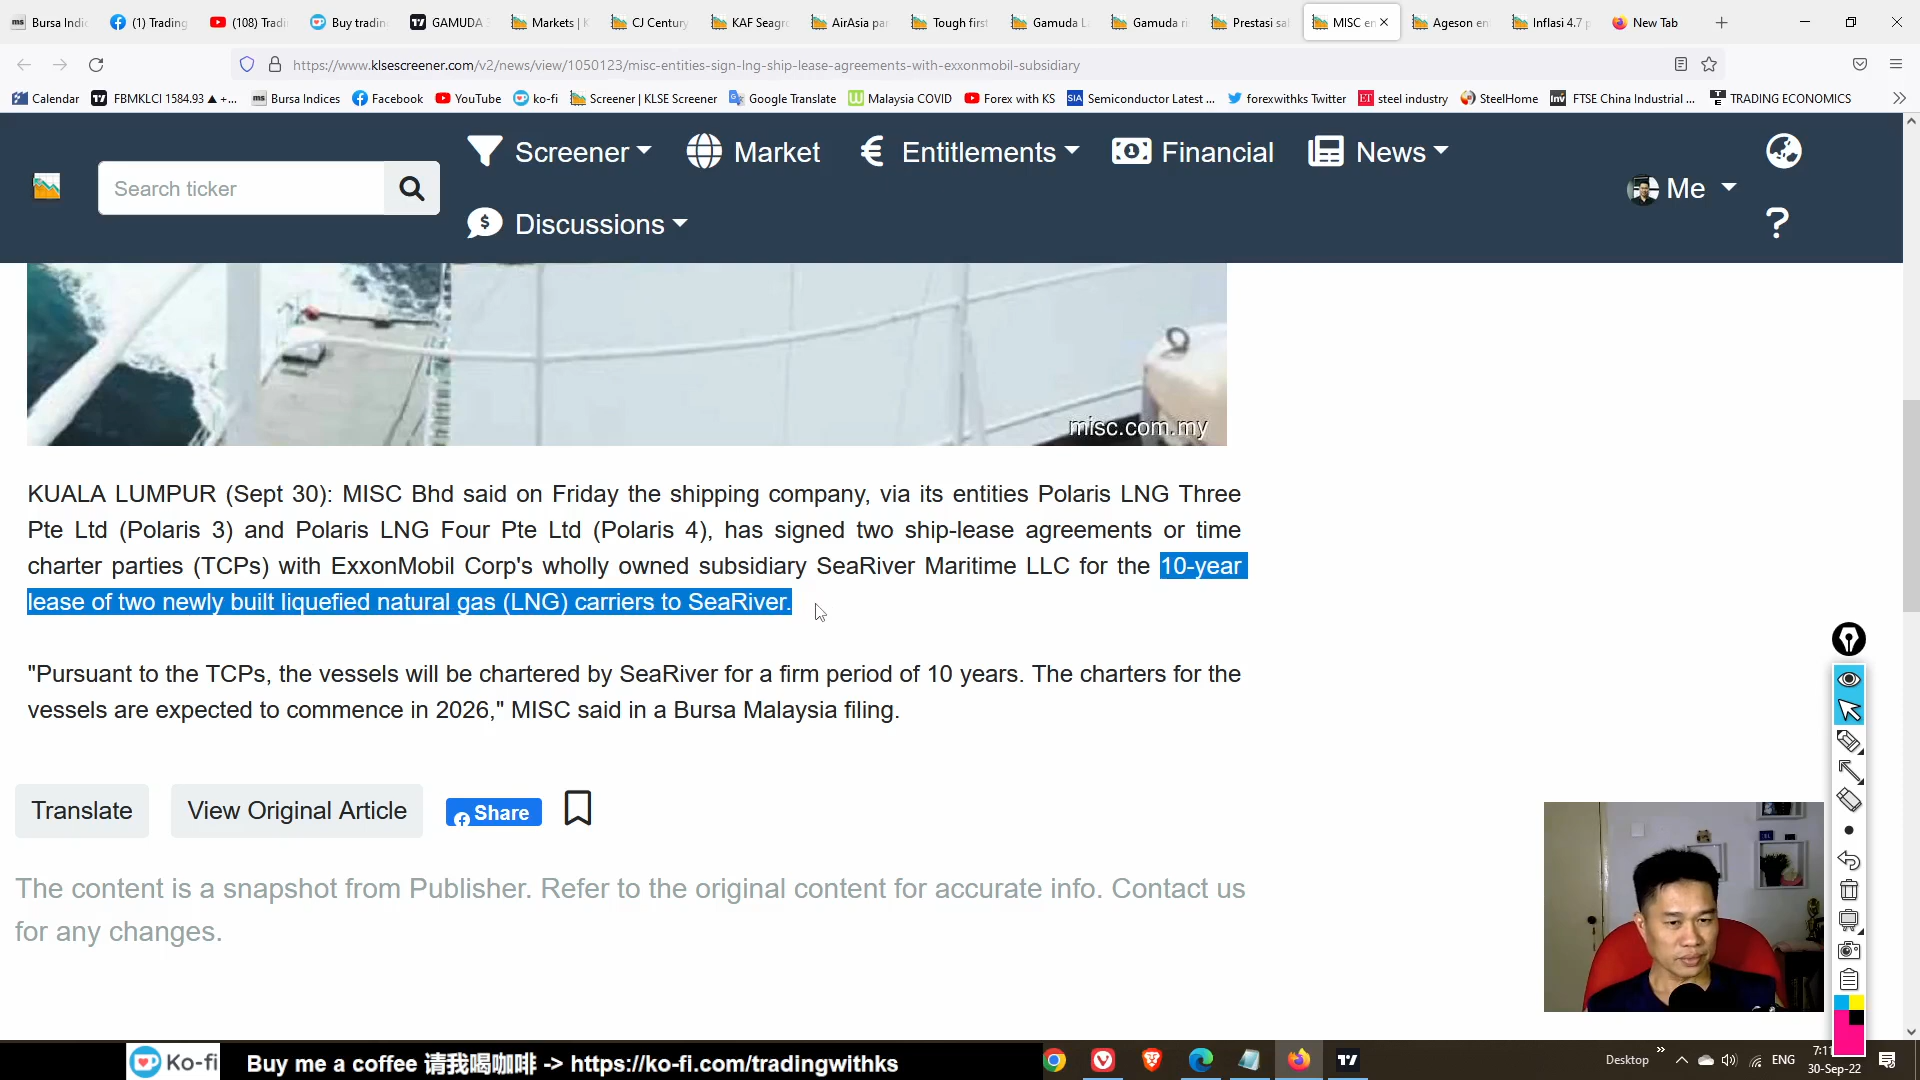 Bursa Indic
(1) Trading
(108) Tradi
Buy trading
GAMUDA
Markets | K
CJ Century
KAF Seagro
AirAsia par
Tough first
Gamuda L
Gamuda ri
Prestasi sa
MISC en
Ageson en
Inflasi 4.7 p
New Tab
https://www.klsescreener.com/v2/news/view/1050123/misc-entities-sign-lng-ship-lease-agreements-with-exxonmobil-subsidiary
Calendar
FBMKLCI 1584.93 ▲ +...
Bursa Indices
Facebook
YouTube
ko-fi
Screener | KLSE Screener
Google Translate
Malaysia COVID
Forex with KS
Semiconductor Latest ...
forexwithks Twitter
steel industry
SteelHome
FTSE China Industrial ...
TRADING ECONOMICS
Search ticker
Screener
Market
Entitlements
Financial
News
Discussions
Me
?
misc.com.my
KUALA LUMPUR (Sept 30): MISC Bhd said on Friday the shipping company, via its entities Polaris LNG Three
Pte Ltd (Polaris 3) and Polaris LNG Four Pte Ltd (Polaris 4), has signed two ship-lease agreements or time
charter parties (TCPs) with ExxonMobil Corp's wholly owned subsidiary SeaRiver Maritime LLC for the 10-year
lease of two newly built liquefied natural gas (LNG) carriers to SeaRiver.
"Pursuant to the TCPs, the vessels will be chartered by SeaRiver for a firm period of 10 years. The charters for the
vessels are expected to commence in 2026," MISC said in a Bursa Malaysia filing.
Translate
View Original Article
Share
The content is a snapshot from Publisher. Refer to the original content for accurate info. Contact us
for any changes.
Ko-fi
Buy me a coffee 请我喝咖啡 -> https://ko-fi.com/tradingwithks
Desktop
ENG
7:11
30-Sep-22